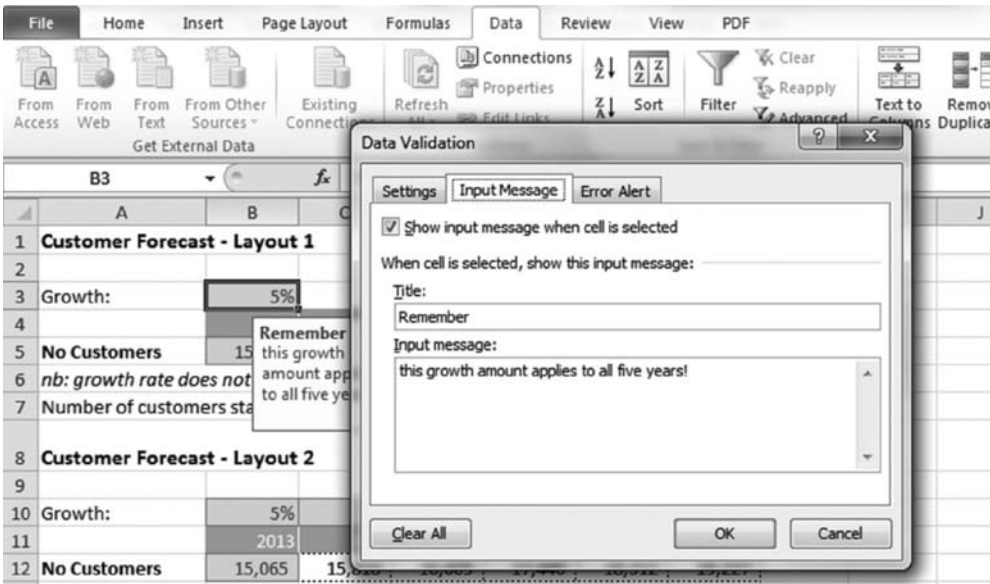 File Home Insert Page Layout Formulas Data Review View PDF
From Access
From Web
From Text
From Other Sources
Existing Connections
Refresh All
Connections
Properties
Edit Links
Sort
Filter
Clear
Reapply
Advanced
Text to Columns
Get External Data
B3 fx
A B C J
1 Customer Forecast - Layout 1
2
3 Growth: 5%
4
5 No Customers 15
6 nb: growth rate does not
7 Number of customers sta
8 Customer Forecast - Layout 2
9
10 Growth: 5%
11 2013
12 No Customers 15,065
Remember
this growth
amount app
to all five ye
Data Validation
Settings Input Message Error Alert
Show input message when cell is selected
When cell is selected, show this input message:
Title:
Remember
Input message:
this growth amount applies to all five years!
Clear All OK Cancel